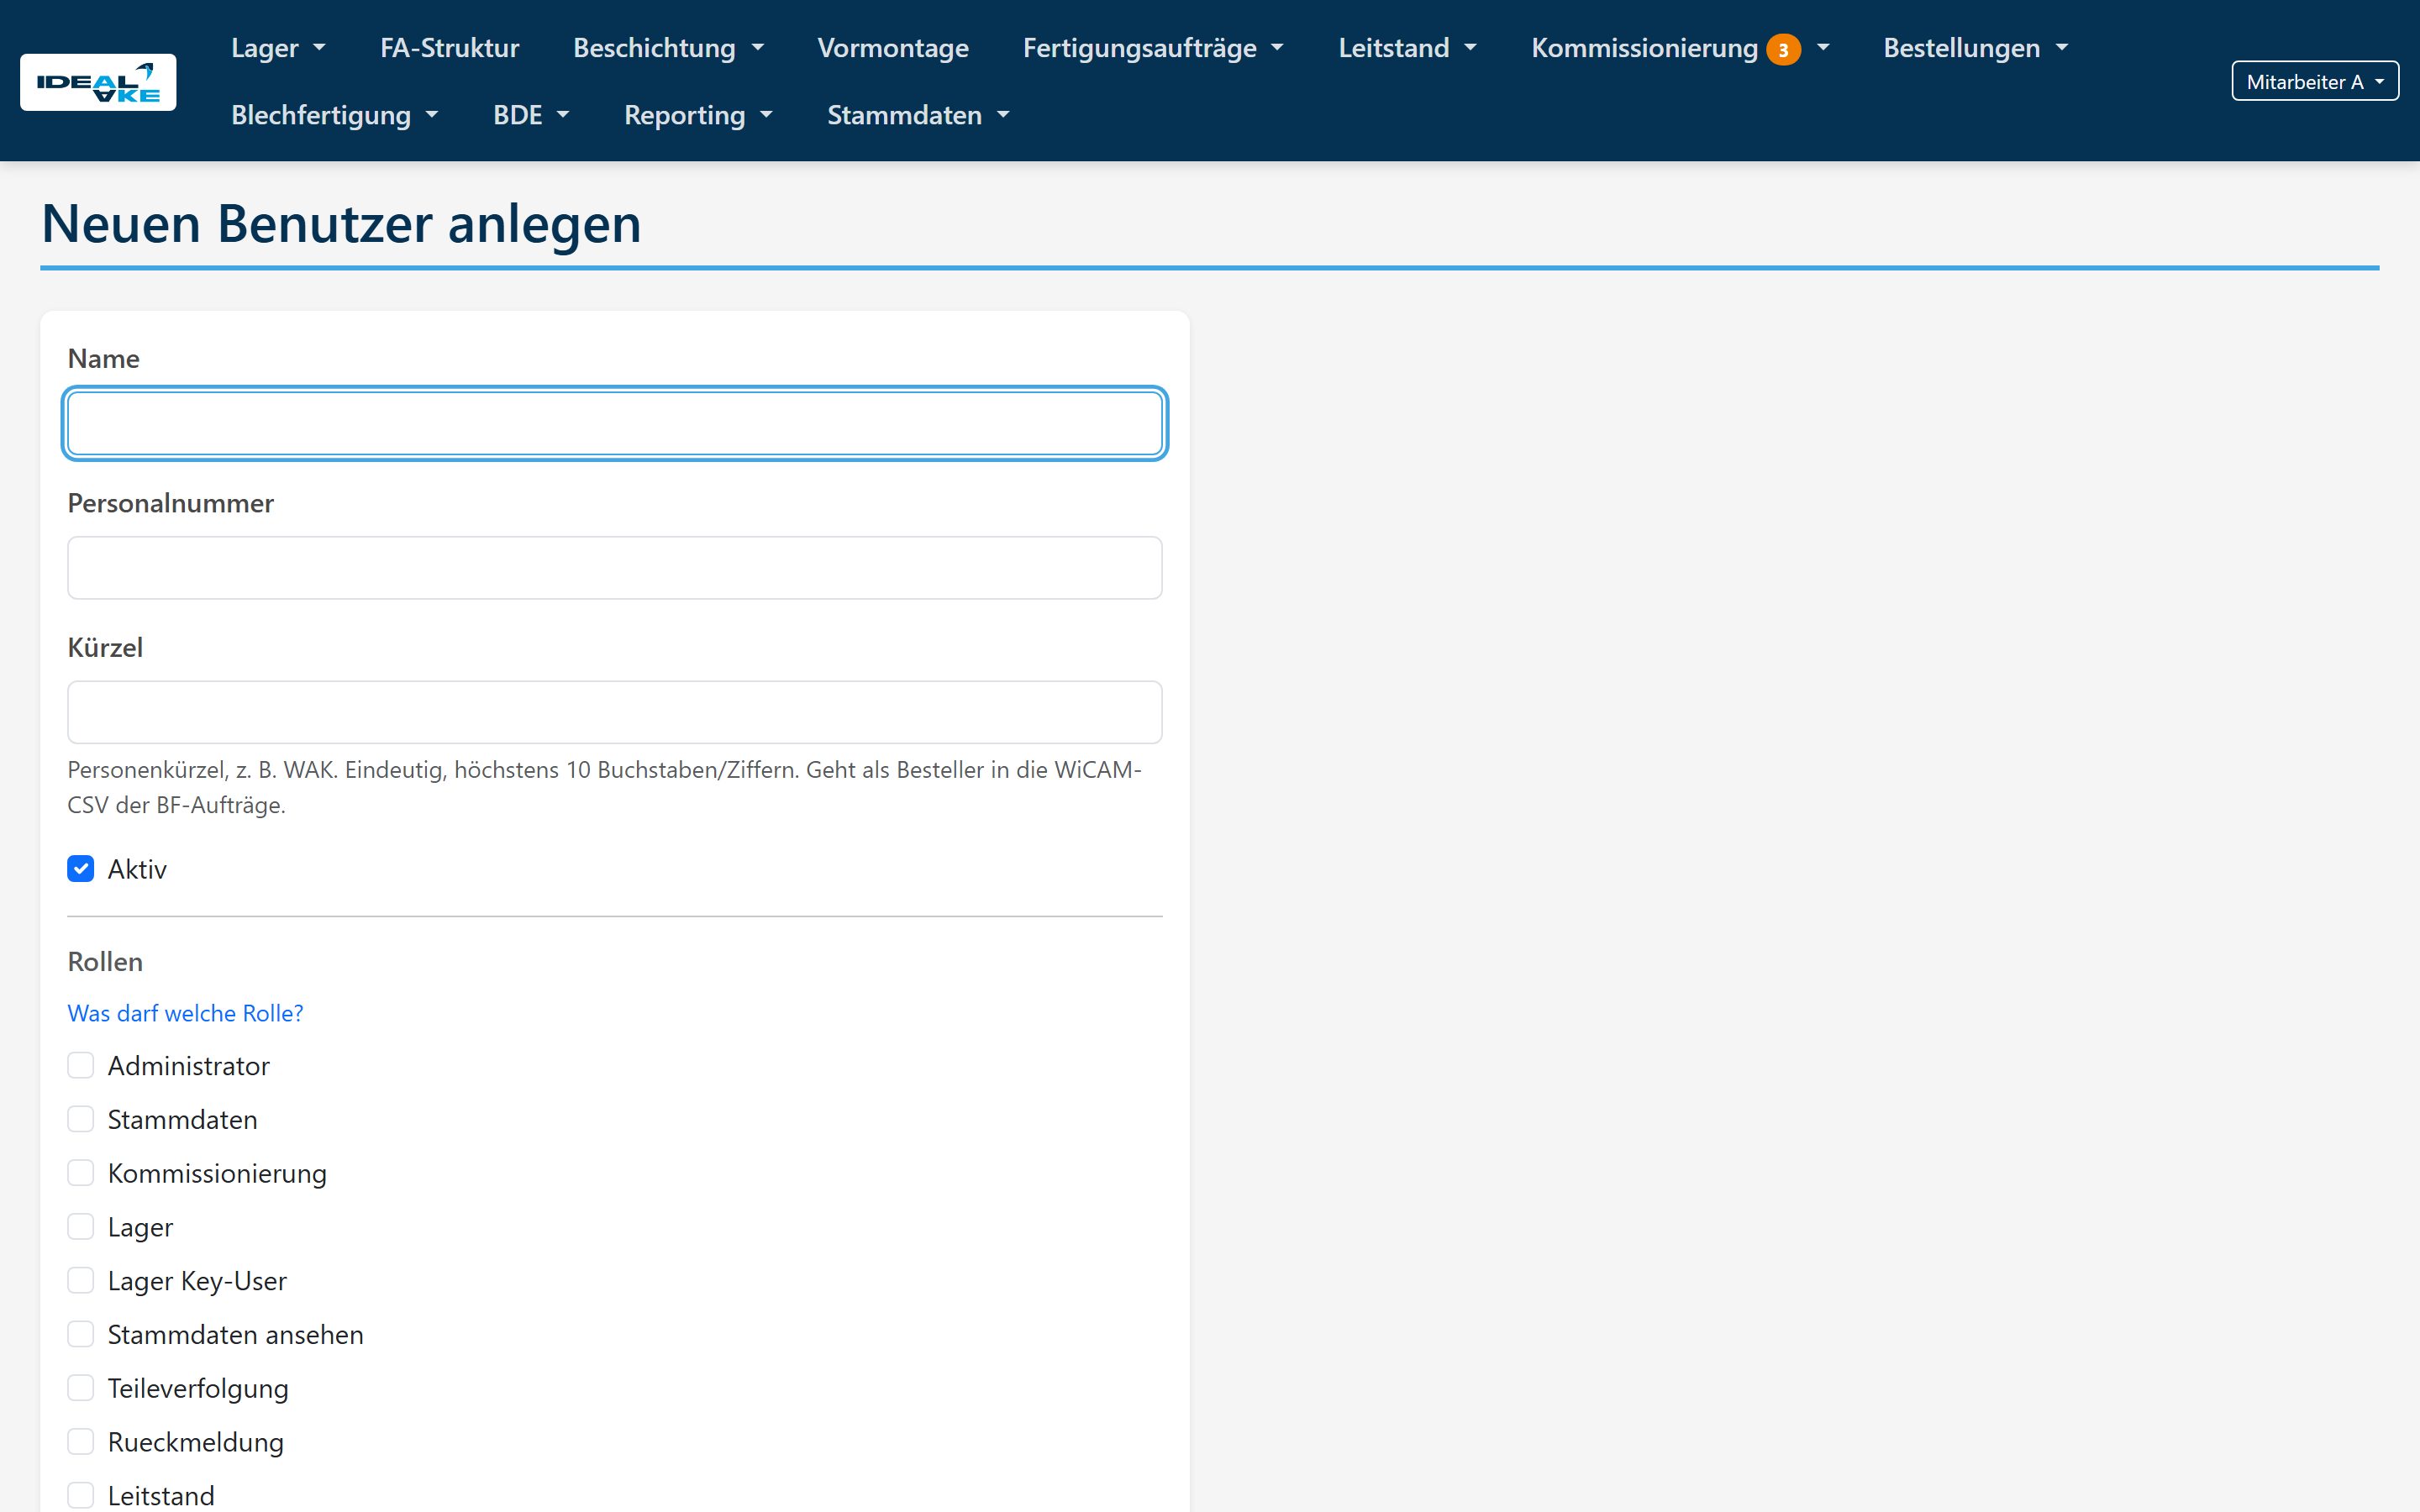 IDEAL AKE
Lager
FA-Struktur
Beschichtung
Vormontage
Fertigungsaufträge
Leitstand
Kommissionierung 3
Bestellungen
Blechfertigung
BDE
Reporting
Stammdaten
Mitarbeiter A
Neuen Benutzer anlegen
Name
Personalnummer
Kürzel
Personenkürzel, z. B. WAK. Eindeutig, höchstens 10 Buchstaben/Ziffern. Geht als Besteller in die WiCAM-
CSV der BF-Aufträge.
Aktiv
Rollen
Was darf welche Rolle?
Administrator
Stammdaten
Kommissionierung
Lager
Lager Key-User
Stammdaten ansehen
Teileverfolgung
Rueckmeldung
Leitstand